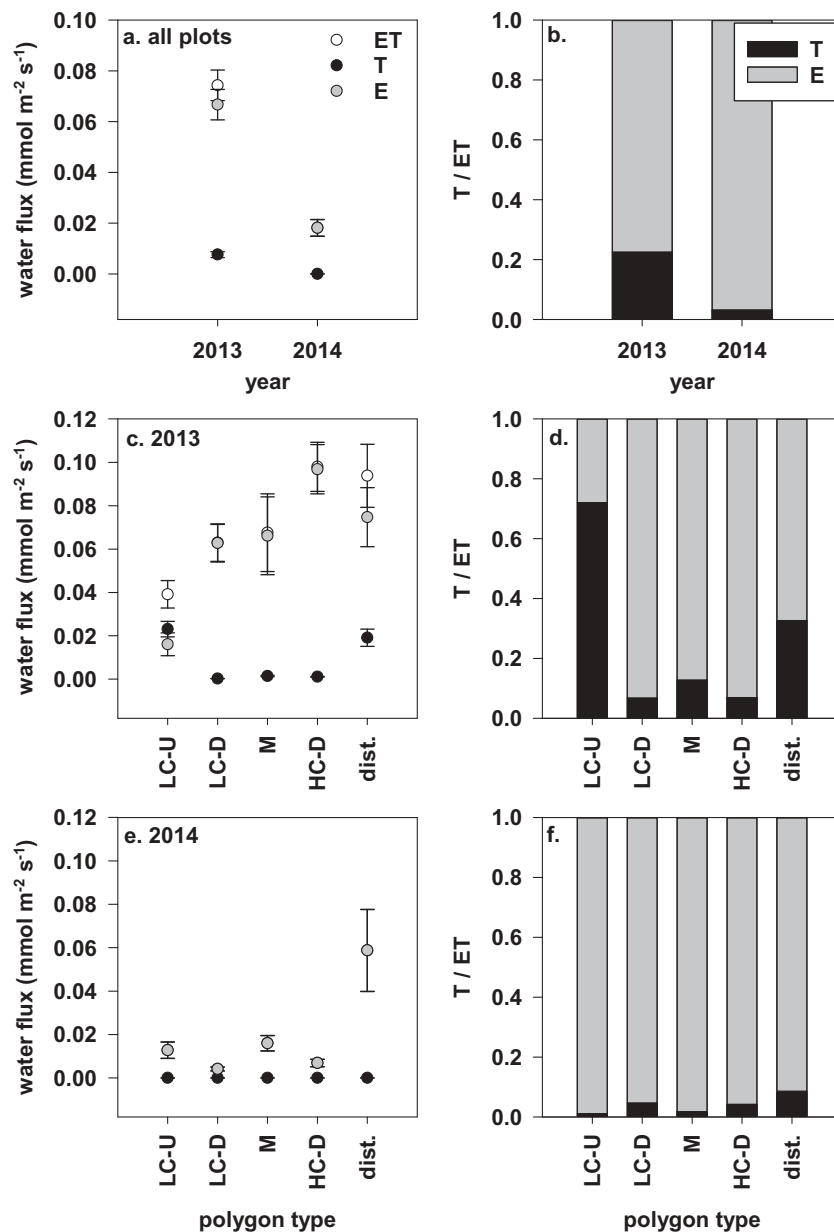 a. all plots
ET
T
E
0.10
0.08
0.06
0.04
0.02
0.00
water flux (mmol m-2 s-1)
2013
2014
year
b.
T
E
1.0
0.8
0.6
0.4
0.2
0.0
T / ET
2013
2014
year
c. 2013
0.12
0.10
0.08
0.06
0.04
0.02
0.00
water flux (mmol m-2 s-1)
LC-U
LC-D
M
HC-D
dist.
d.
1.0
0.8
0.6
0.4
0.2
0.0
T / ET
LC-U
LC-D
M
HC-D
dist.
e. 2014
0.12
0.10
0.08
0.06
0.04
0.02
0.00
water flux (mmol m-2 s-1)
LC-U
LC-D
M
HC-D
dist.
polygon type
f.
1.0
0.8
0.6
0.4
0.2
0.0
T / ET
LC-U
LC-D
M
HC-D
dist.
polygon type